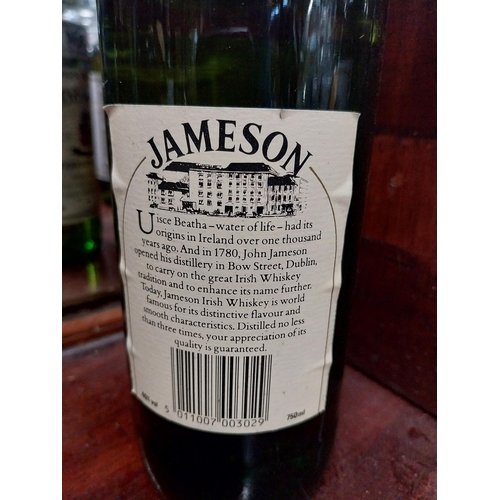 JAMESON
Uisce Beatha – water of life – had its
origins in Ireland over one thousand
years ago. And in 1780, John Jameson
opened his distillery in Bow Street, Dublin,
to carry on the great Irish Whiskey
tradition and to enhance its name further.
Today, Jameson Irish Whiskey is world
famous for its distinctive flavour and
smooth characteristics. Distilled no less
than three times, your appreciation of its
quality is guaranteed.
5 011007 003029
750ml